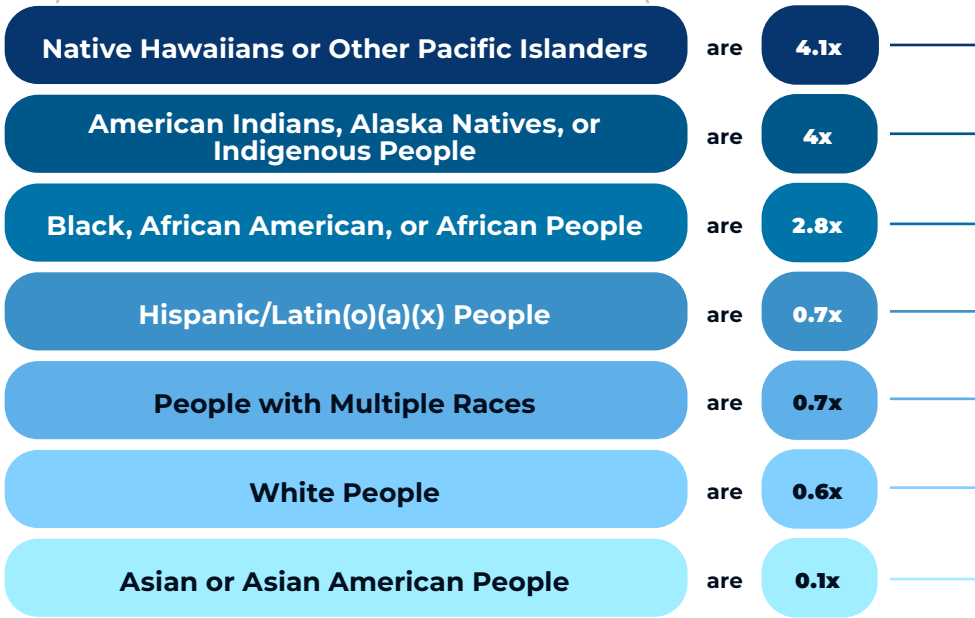 Native Hawaiians or Other Pacific Islanders are 4.1x
American Indians, Alaska Natives, or
Indigenous People are 4x
Black, African American, or African People are 2.8x
Hispanic/Latin(o)(a)(x) People are 0.7x
People with Multiple Races are 0.7x
White People are 0.6x
Asian or Asian American People are 0.1x